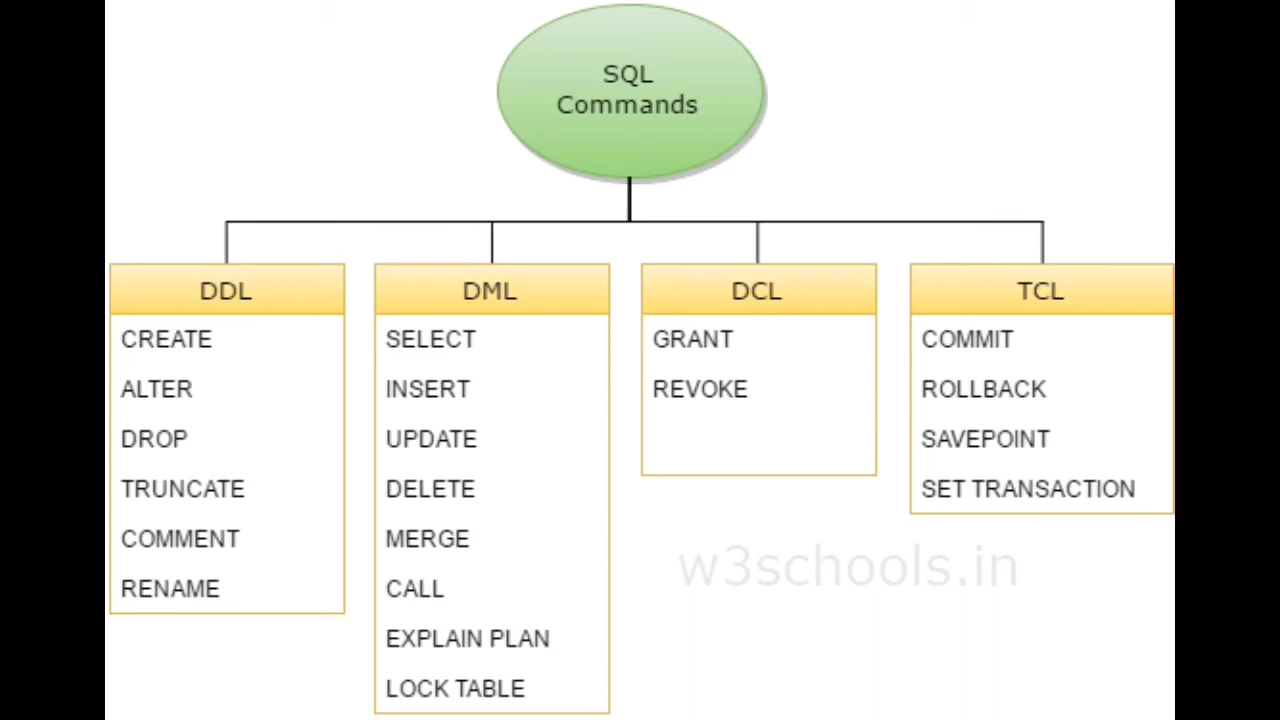 SQL
Commands
DDL
CREATE
ALTER
DROP
TRUNCATE
COMMENT
RENAME
DML
SELECT
INSERT
UPDATE
DELETE
MERGE
CALL
EXPLAIN PLAN
LOCK TABLE
DCL
GRANT
REVOKE
TCL
COMMIT
ROLLBACK
SAVEPOINT
SET TRANSACTION
w3schools.in